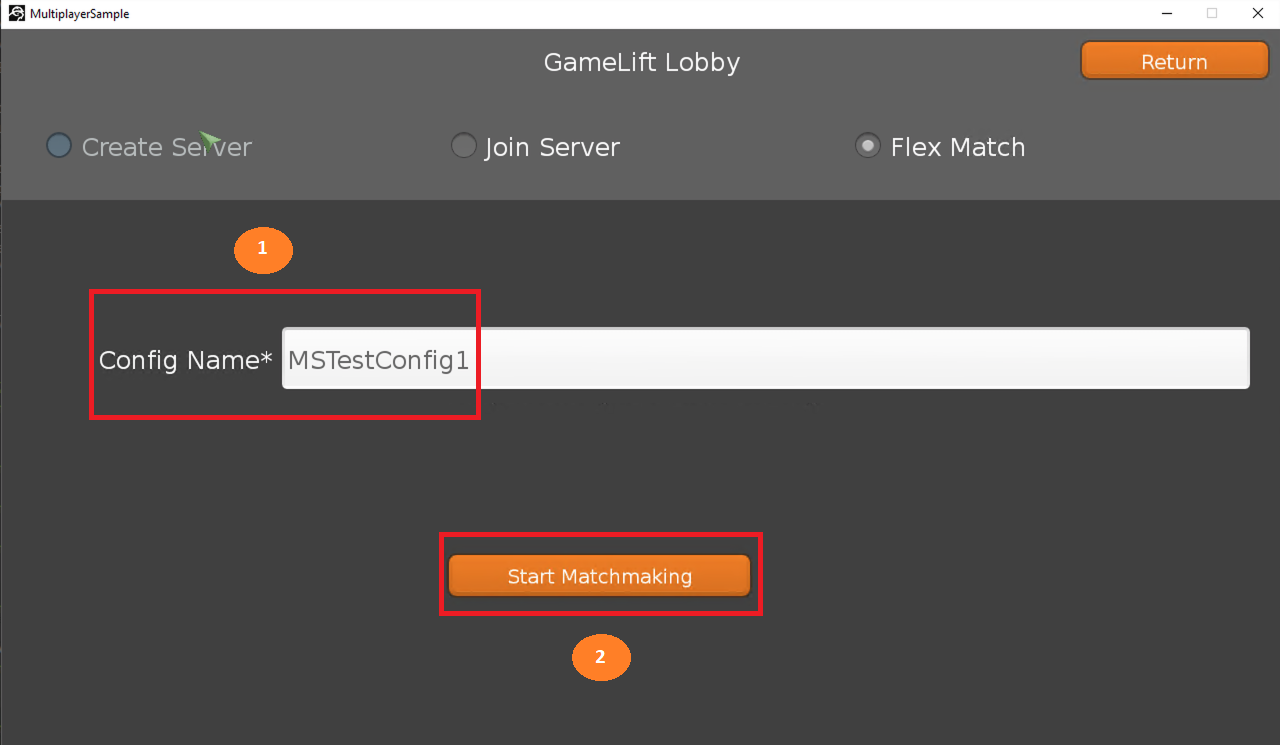 MultiplayerSample
GameLift Lobby
Return
Create Server
Join Server
Flex Match
1
Config Name*
MSTestConfig1
Start Matchmaking
2